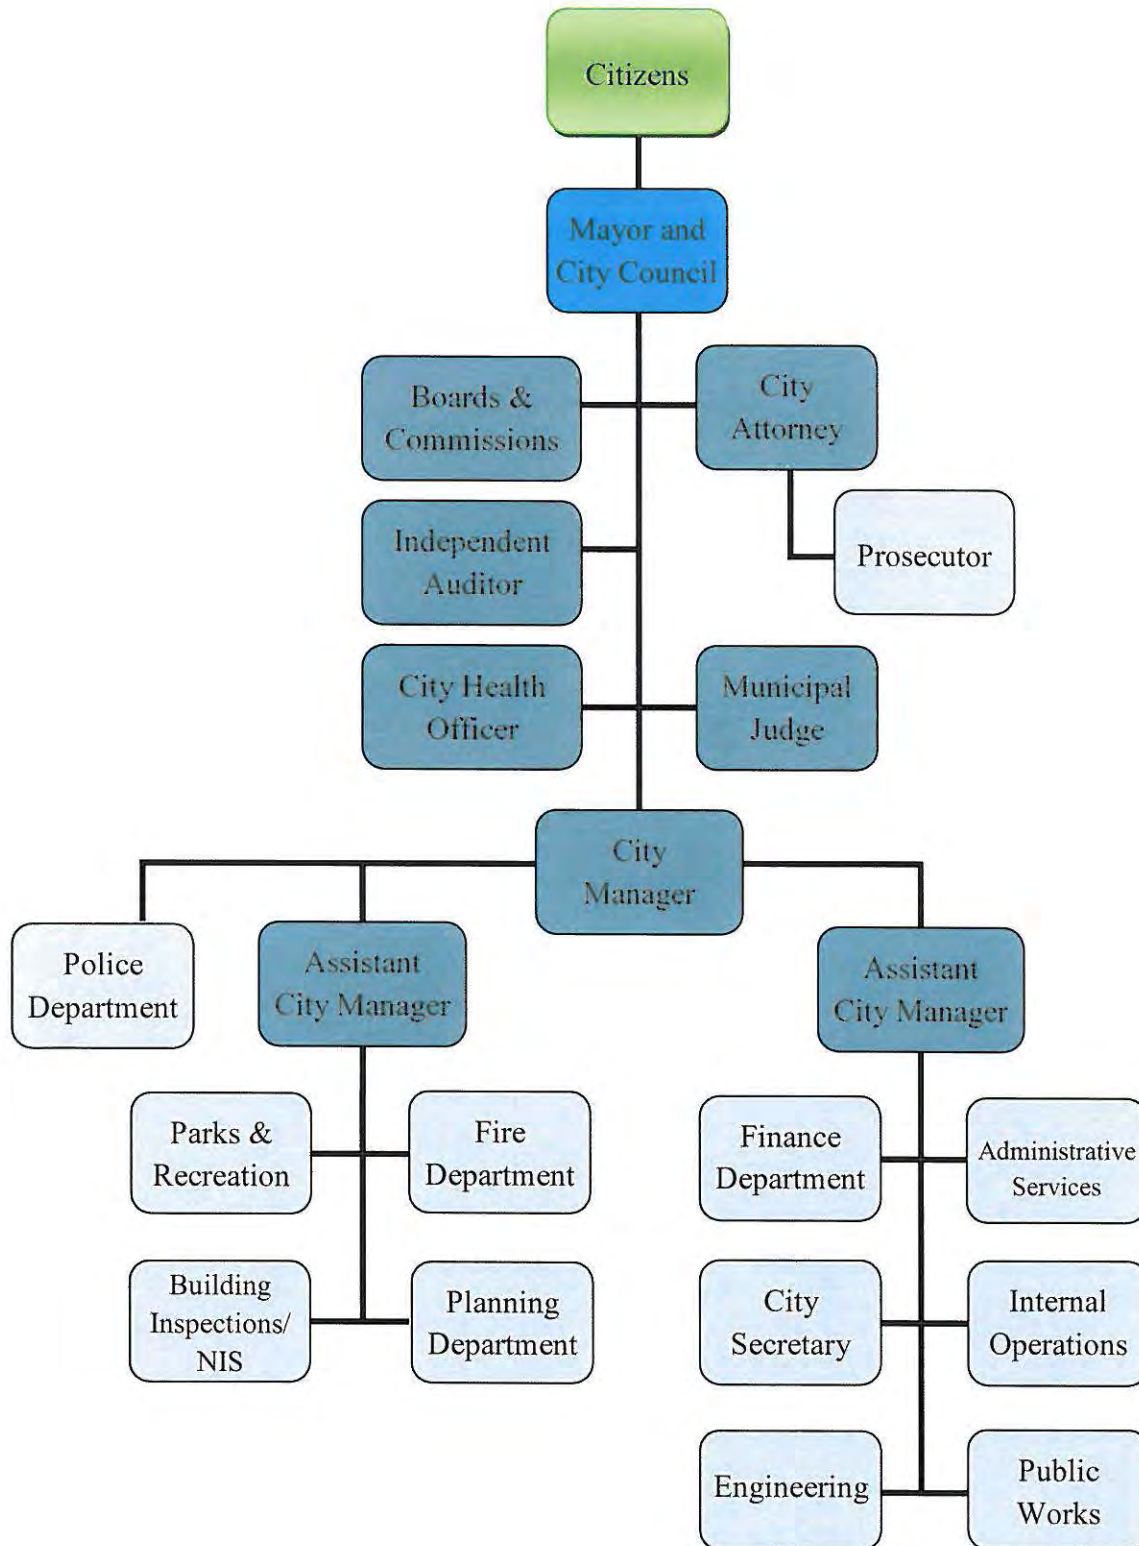 Citizens
Mayor and
City Council
Boards &
Commissions
City
Attorney
Independent
Auditor
Prosecutor
City Health
Officer
Municipal
Judge
City
Manager
Police
Department
Assistant
City Manager
Assistant
City Manager
Parks &
Recreation
Fire
Department
Finance
Department
Administrative
Services
Building
Inspections/
NIS
Planning
Department
City
Secretary
Internal
Operations
Engineering
Public
Works